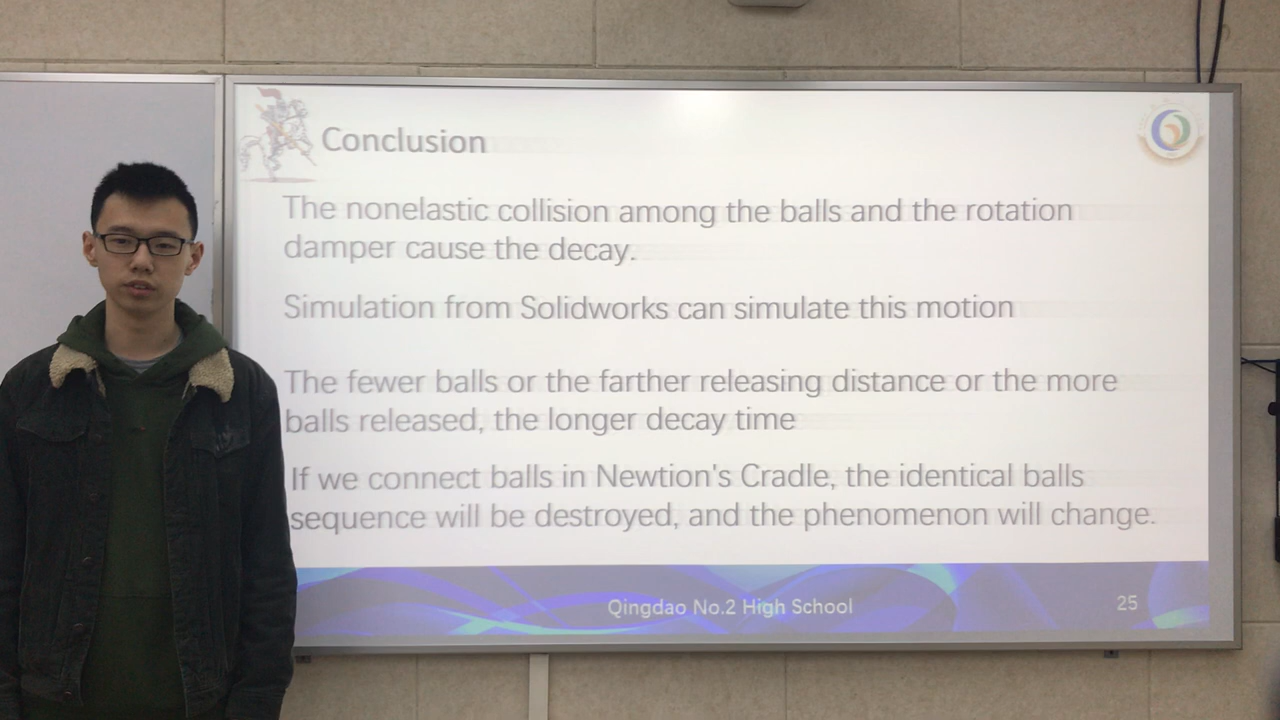 Conclusion
The nonelastic collision among the balls and the rotation
damper cause the decay.
Simulation from Solidworks can simulate this motion
The fewer balls or the farther releasing distance or the more
balls released, the longer decay time
If we connect balls in Newtion's Cradle, the identical balls
sequence will be destroyed, and the phenomenon will change.
Qingdao No.2 High School
25